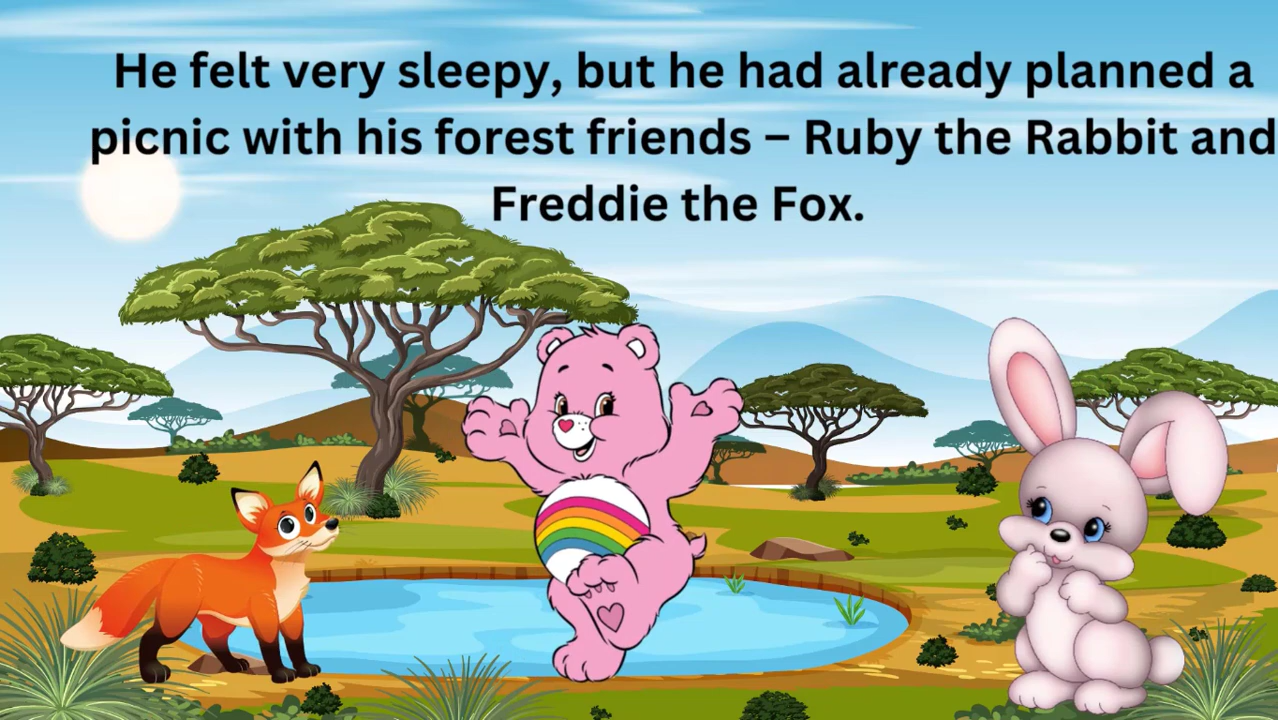 He felt very sleepy, but he had already planned a
picnic with his forest friends – Ruby the Rabbit and
Freddie the Fox.